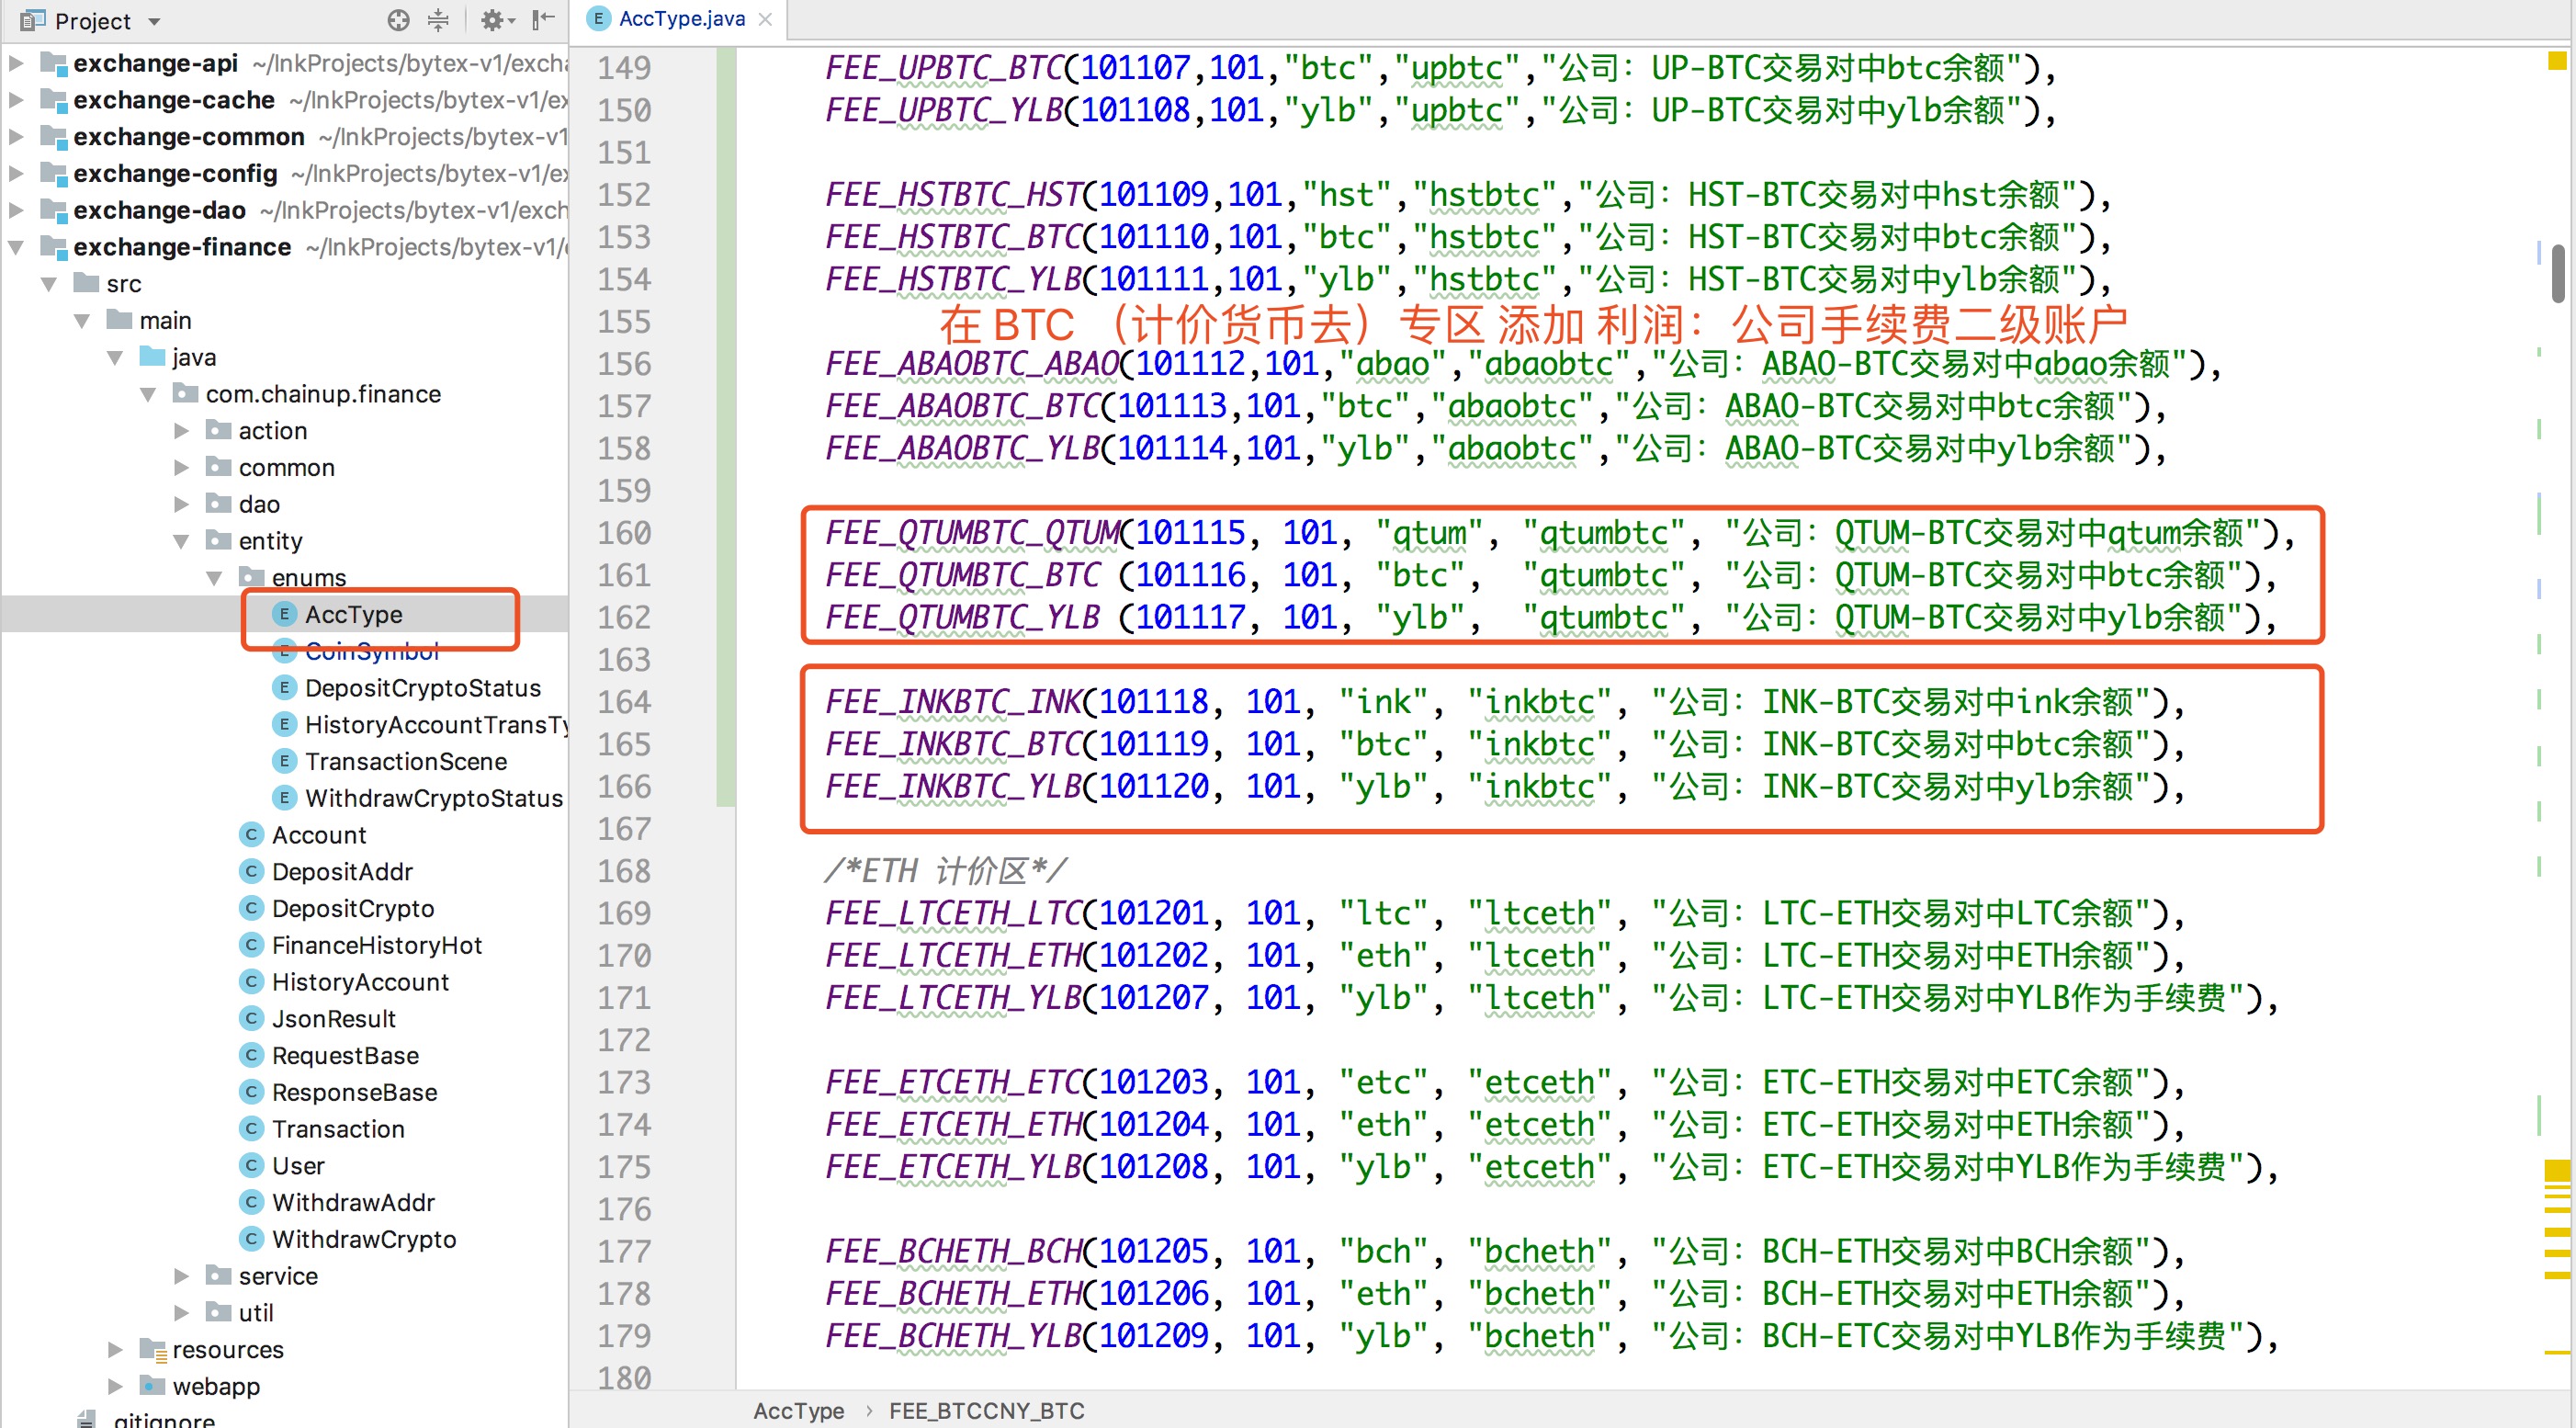 Project
exchange-api ~/InkProjects/bytex-v1/excha
exchange-cache ~/InkProjects/bytex-v1/ex
exchange-common ~/InkProjects/bytex-v1
exchange-config ~/InkProjects/bytex-v1/ex
exchange-dao ~/InkProjects/bytex-v1/exch
exchange-finance ~/InkProjects/bytex-v1/e
src
main
java
com.chainup.finance
action
common
dao
entity
enums
AccType
CoinSymbol
DepositCryptoStatus
HistoryAccountTransTy
TransactionScene
WithdrawCryptoStatus
Account
DepositAddr
DepositCrypto
FinanceHistoryHot
HistoryAccount
JsonResult
RequestBase
ResponseBase
Transaction
User
WithdrawAddr
WithdrawCrypto
service
util
resources
webapp
.gitignore
AccType.java
149 FEE_UPBTC_BTC(101107,101,"btc","upbtc","公司：UP-BTC交易对中btc余额"),
150 FEE_UPBTC_YLB(101108,101,"ylb","upbtc","公司：UP-BTC交易对中ylb余额"),
151
152 FEE_HSTBTC_HST(101109,101,"hst","hstbtc","公司：HST-BTC交易对中hst余额"),
153 FEE_HSTBTC_BTC(101110,101,"btc","hstbtc","公司：HST-BTC交易对中btc余额"),
154 FEE_HSTBTC_YLB(101111,101,"ylb","hstbtc","公司：HST-BTC交易对中ylb余额"),
155 在 BTC （计价货币去）专区 添加 利润：公司手续费二级账户
156 FEE_ABAOBTC_ABAO(101112,101,"abao","abaobtc","公司：ABAO-BTC交易对中abao余额"),
157 FEE_ABAOBTC_BTC(101113,101,"btc","abaobtc","公司：ABAO-BTC交易对中btc余额"),
158 FEE_ABAOBTC_YLB(101114,101,"ylb","abaobtc","公司：ABAO-BTC交易对中ylb余额"),
159
160 FEE_QTUMBTC_QTUM(101115, 101, "qtum", "qtumbtc", "公司：QTUM-BTC交易对中qtum余额"),
161 FEE_QTUMBTC_BTC (101116, 101, "btc", "qtumbtc", "公司：QTUM-BTC交易对中btc余额"),
162 FEE_QTUMBTC_YLB (101117, 101, "ylb", "qtumbtc", "公司：QTUM-BTC交易对中ylb余额"),
163
164 FEE_INKBTC_INK(101118, 101, "ink", "inkbtc", "公司：INK-BTC交易对中ink余额"),
165 FEE_INKBTC_BTC(101119, 101, "btc", "inkbtc", "公司：INK-BTC交易对中btc余额"),
166 FEE_INKBTC_YLB(101120, 101, "ylb", "inkbtc", "公司：INK-BTC交易对中ylb余额"),
167
168 /*ETH 计价区*/
169 FEE_LTCETH_LTC(101201, 101, "ltc", "ltceth", "公司：LTC-ETH交易对中LTC余额"),
170 FEE_LTCETH_ETH(101202, 101, "eth", "ltceth", "公司：LTC-ETH交易对中ETH余额"),
171 FEE_LTCETH_YLB(101207, 101, "ylb", "ltceth", "公司：LTC-ETH交易对中YLB作为手续费"),
172
173 FEE_ETCETH_ETC(101203, 101, "etc", "etceth", "公司：ETC-ETH交易对中ETC余额"),
174 FEE_ETCETH_ETH(101204, 101, "eth", "etceth", "公司：ETC-ETH交易对中ETH余额"),
175 FEE_ETCETH_YLB(101208, 101, "ylb", "etceth", "公司：ETC-ETH交易对中YLB作为手续费"),
176
177 FEE_BCHETH_BCH(101205, 101, "bch", "bcheth", "公司：BCH-ETH交易对中BCH余额"),
178 FEE_BCHETH_ETH(101206, 101, "eth", "bcheth", "公司：BCH-ETH交易对中ETH余额"),
179 FEE_BCHETH_YLB(101209, 101, "ylb", "bcheth", "公司：BCH-ETC交易对中YLB作为手续费"),
180
AccType › FEE_BTCCNY_BTC